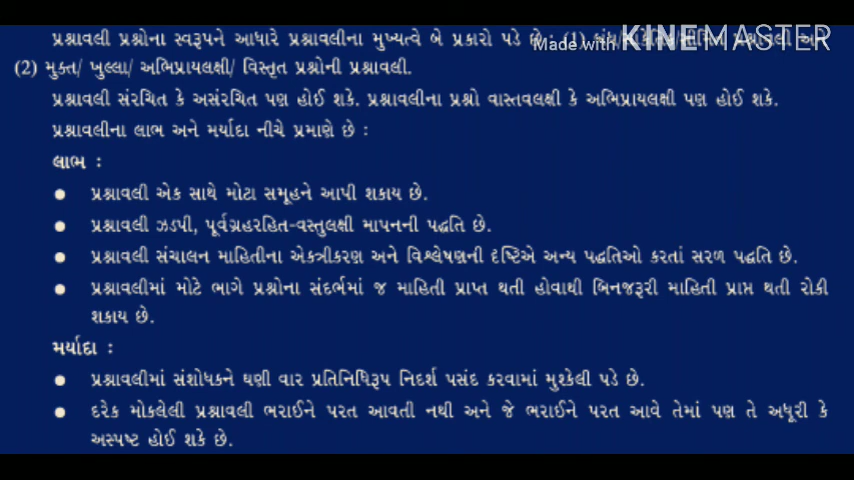 પ્રશ્નાવલી પ્રશ્નોના સ્વરૂપને આધારે પ્રશ્નાવલીના મુખ્યત્વે બે પ્રકારો પડે છે : (1)
Made with KINEMASTER
(2) મુક્ત/ ખુલ્લા/ અભિપ્રાયલક્ષી/ વિસ્તૃત પ્રશ્નોની પ્રશ્નાવલી.
પ્રશ્નાવલી સંરચિત કે અસંરચિત પણ હોઈ શકે. પ્રશ્નાવલીના પ્રશ્નો વાસ્તવલક્ષી કે અભિપ્રાયલક્ષી પણ હોઈ શકે.
પ્રશ્નાવલીના લાભ અને મર્યાદા નીચે પ્રમાણે છે :
લાભ :
● પ્રશ્નાવલી એક સાથે મોટા સમૂહને આપી શકાય છે.
● પ્રશ્નાવલી ઝડપી, પૂર્વગ્રહરહિત-વસ્તુલક્ષી માપનની પદ્ધતિ છે.
● પ્રશ્નાવલી સંચાલન માહિતીના એકત્રીકરણ અને વિશ્લેષણની દૃષ્ટિએ અન્ય પદ્ધતિઓ કરતાં સરળ પદ્ધતિ છે.
● પ્રશ્નાવલીમાં મોટે ભાગે પ્રશ્નોના સંદર્ભમાં જ માહિતી પ્રાપ્ત થતી હોવાથી બિનજરૂરી માહિતી પ્રાપ્ત થતી રોકી
શકાય છે.
મર્યાદા :
● પ્રશ્નાવલીમાં સંશોધકને ઘણી વાર પ્રતિનિધિરૂપ નિદર્શ પસંદ કરવામાં મુશ્કેલી પડે છે.
● દરેક મોકલેલી પ્રશ્નાવલી ભરાઈને પરત આવતી નથી અને જે ભરાઈને પરત આવે તેમાં પણ તે અધૂરી કે
અસ્પષ્ટ હોઈ શકે છે.